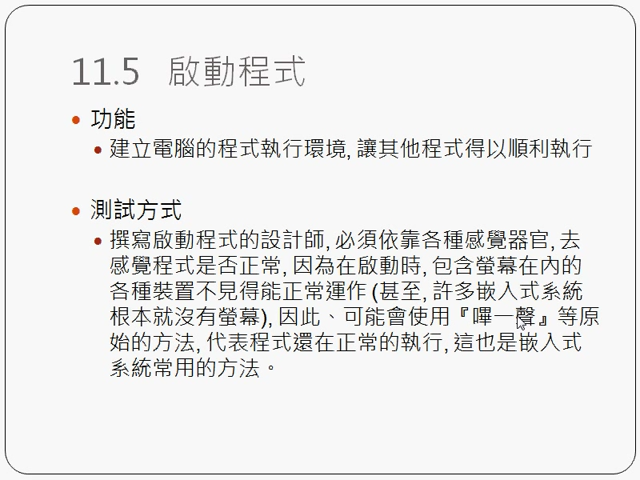 11.5 啟動程式
• 功能
• 建立電腦的程式執行環境, 讓其他程式得以順利執行
• 測試方式
• 撰寫啟動程式的設計師, 必須依靠各種感覺器官, 去
感覺程式是否正常, 因為在啟動時, 包含螢幕在內的
各種裝置不見得能正常運作 (甚至, 許多嵌入式系統
根本就沒有螢幕), 因此、可能會使用『嗶一聲』等原
始的方法, 代表程式還在正常的執行, 這也是嵌入式
系統常用的方法。